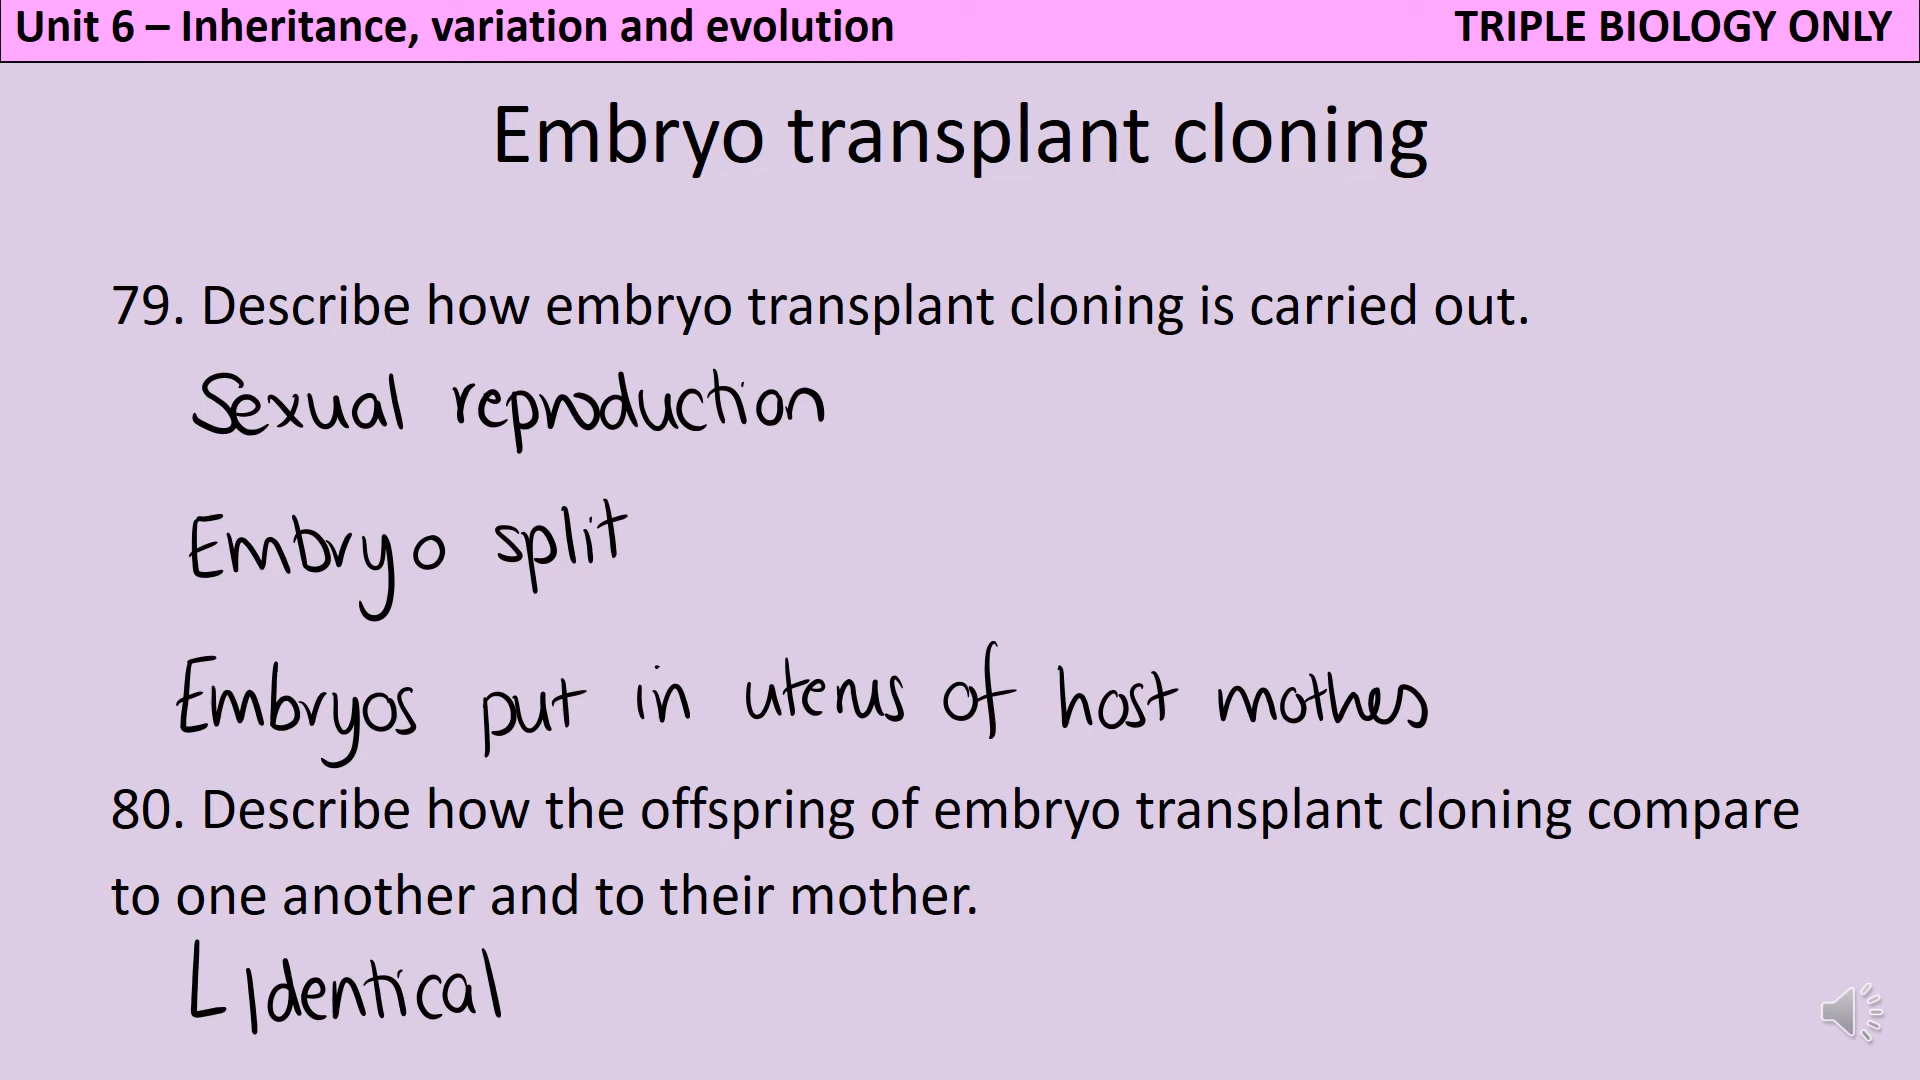 Unit 6 – Inheritance, variation and evolution TRIPLE BIOLOGY ONLY
Embryo transplant cloning
79. Describe how embryo transplant cloning is carried out.
Sexual reproduction
Embryo split
Embryos put in uterus of host mothers
80. Describe how the offspring of embryo transplant cloning compare
to one another and to their mother.
Identical